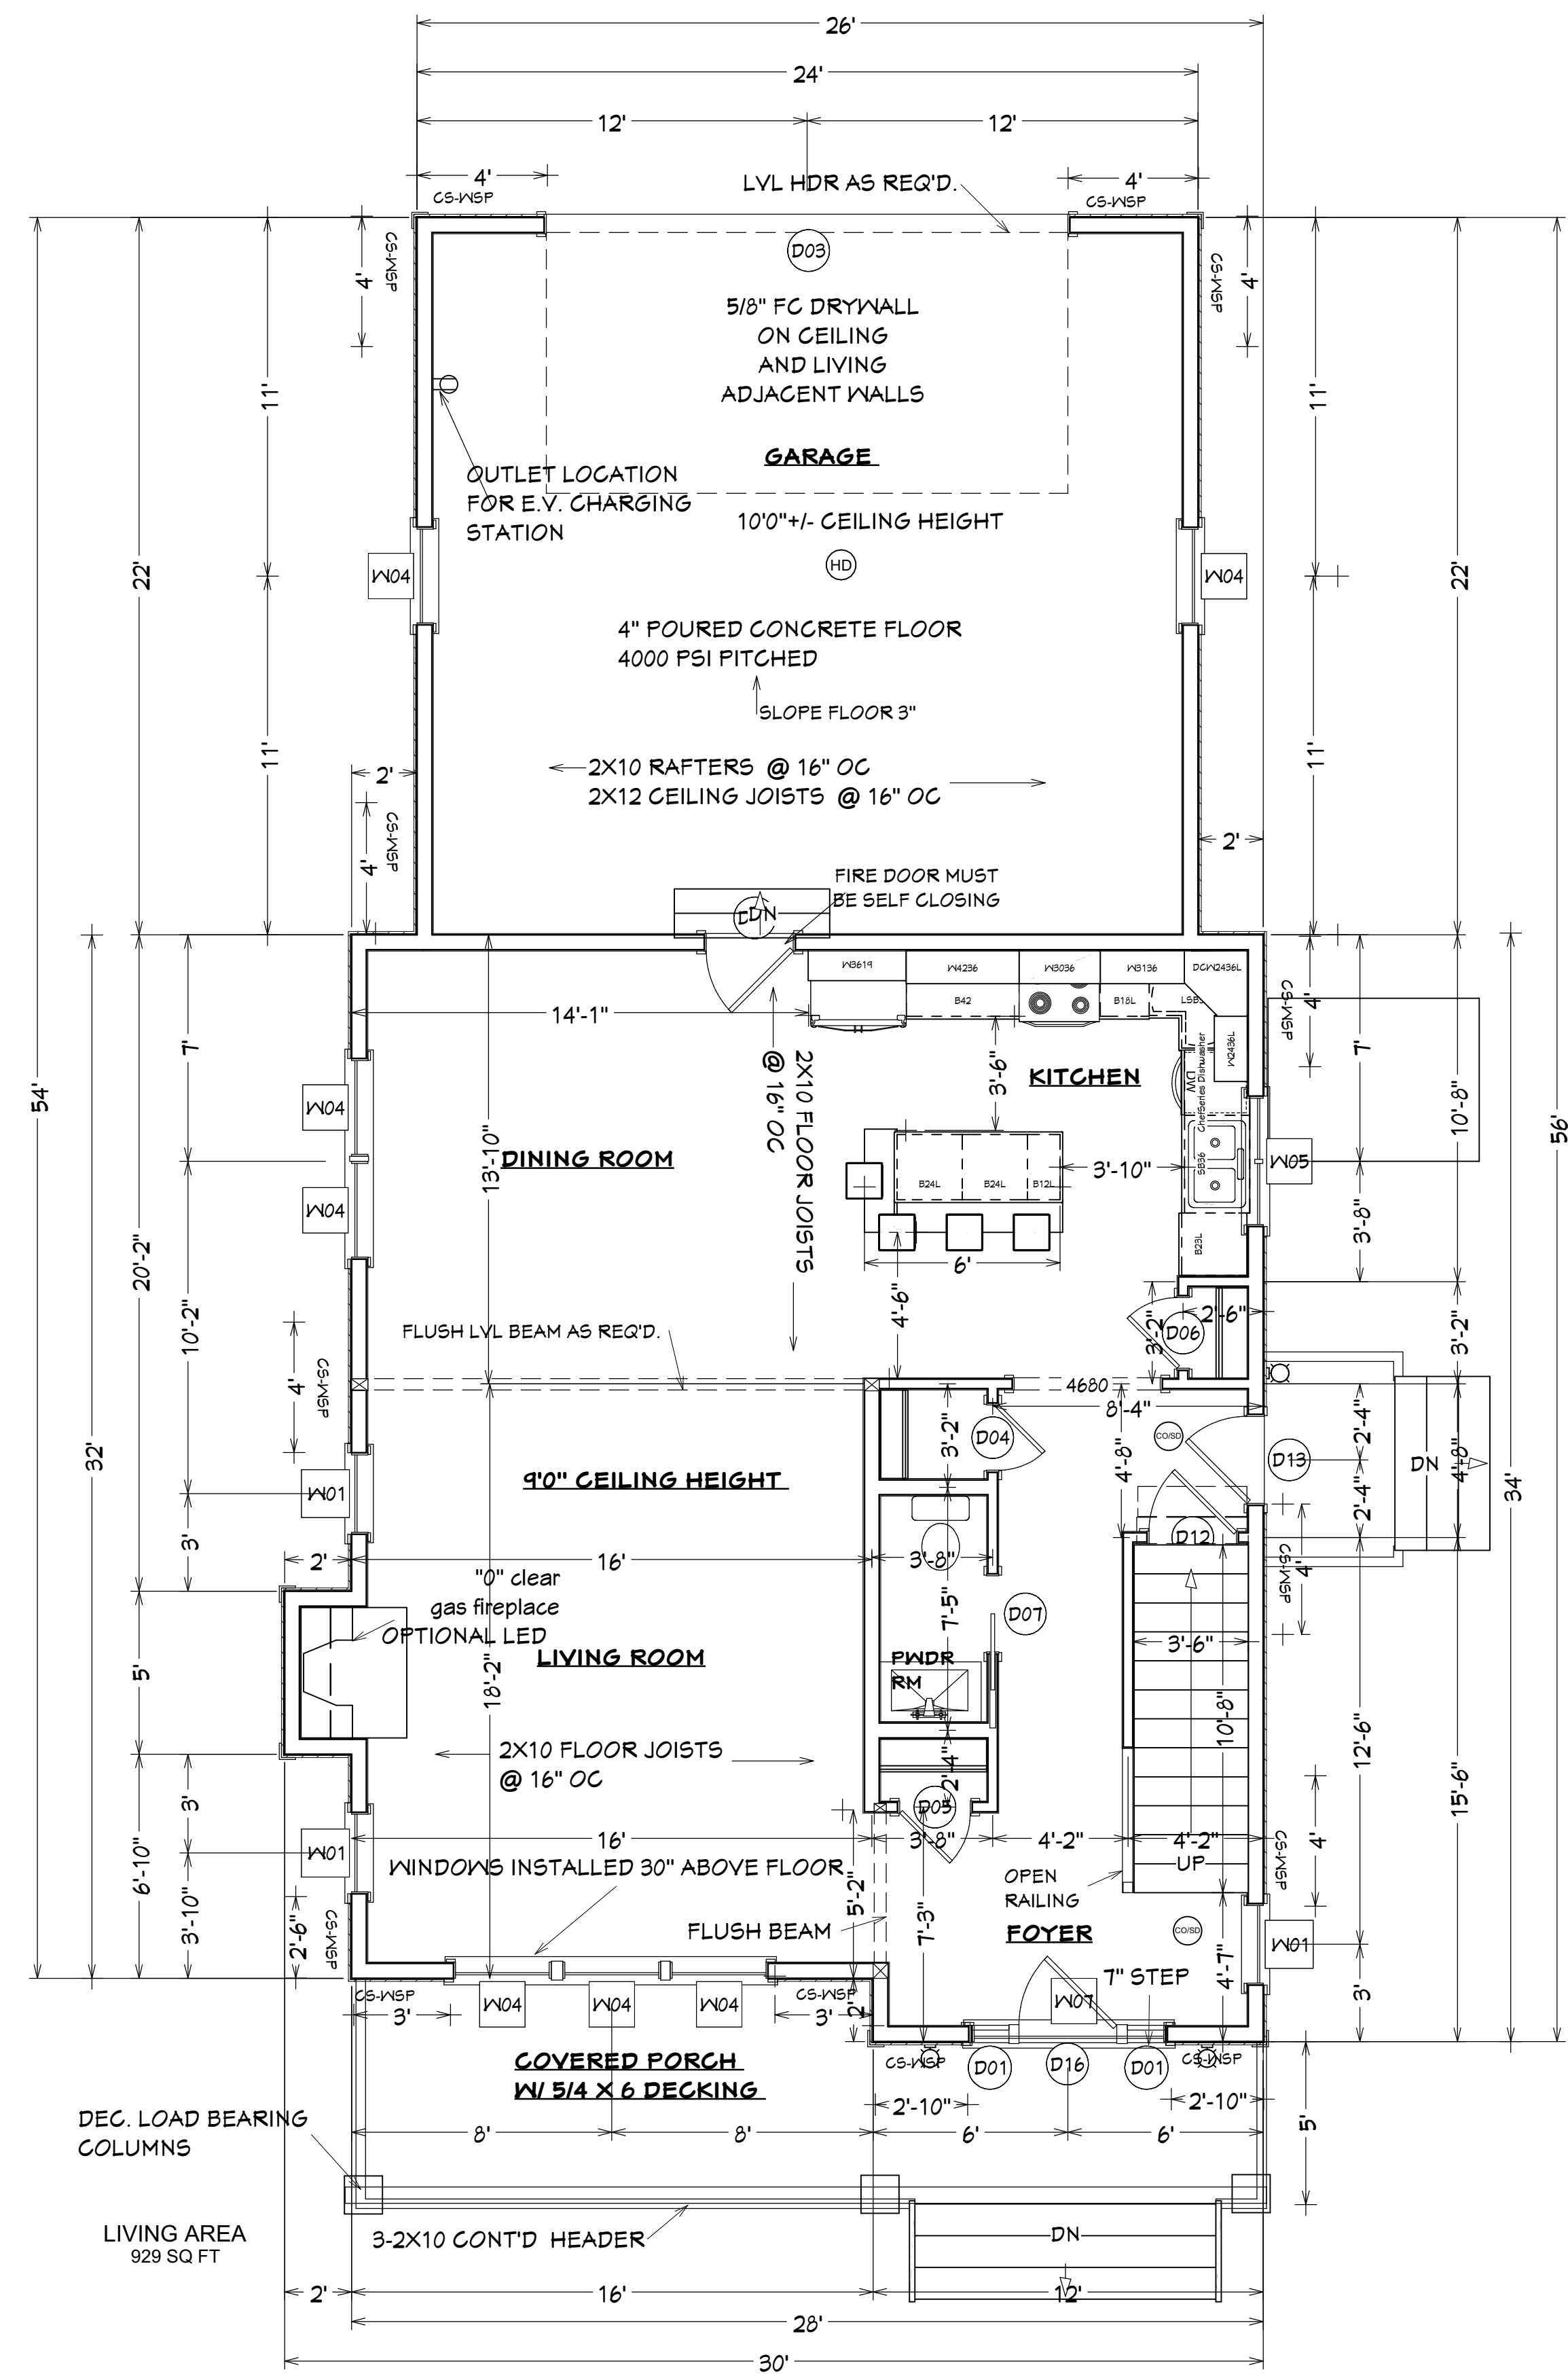 26'
24'
12'
12'
4'
LVL HDR AS REQ'D.
4'
CS-WSP
CS-WSP
CS-WSP
4'
D03
CS-WSP
4'
5/8" FC DRYWALL
ON CEILING
AND LIVING
ADJACENT WALLS
11'
11'
GARAGE
OUTLET LOCATION
FOR E.V. CHARGING
STATION
10'0"+/- CEILING HEIGHT
HD
22'
W04
W04
22'
4" POURED CONCRETE FLOOR
4000 PSI PITCHED
SLOPE FLOOR 3"
11'
11'
2'
2X10 RAFTERS @ 16" OC
2X12 CEILING JOISTS @ 16" OC
CS-WSP
4'
2'
FIRE DOOR MUST
BE SELF CLOSING
DN
W3619
W4236
W3036
W3136
DCW2436L
B42
B18L
14'-1"
CS-WSP
4'
7'
7'
3'-6"
KITCHEN
W2436L
DW
ChefSeries Dishwasher
54'
W04
2X10 FLOOR JOISTS
@ 16" OC
10'-8"
56'
DINING ROOM
13'-10"
3'-10"
SB36
W05
B24L
B24L
B12L
W04
3'-8"
B23L
20'-2"
6'
4'-6"
10'-2"
FLUSH LVL BEAM AS REQ'D.
2'-6"
D06
3'-2"
3'-2"
4'
CS-WSP
4680
8'-4"
3'-2"
D04
4'-8"
CO/SD
2'-4"
D13
DN
4'-8"
32'
34'
9'0" CEILING HEIGHT
W01
2'-4"
D12
3'
2'
16'
3'-8"
4'
CS-WSP
"0" clear
gas fireplace
OPTIONAL LED
7'-5"
D07
LIVING ROOM
PWDR
RM
3'-6"
5'
18'-2"
10'-8"
12'-6"
2X10 FLOOR JOISTS
@ 16" OC
2'-4"
3'
D05
15'-6"
W01
16'
3'-8"
4'-2"
4'-2"
4'
CS-WSP
WINDOWS INSTALLED 30" ABOVE FLOOR
UP
OPEN
RAILING
6'-10"
3'-10"
2'-6"
CS-WSP
5'-2"
FLUSH BEAM
7'-3"
FOYER
CO/SD
W01
4'-7"
7" STEP
CS-WSP
3'
W04
W04
W04
CS-WSP
3'
2'
W07
3'
COVERED PORCH
W/ 5/4 X 6 DECKING
CS-WSP
D01
D16
D01
CS-WSP
2'-10"
2'-10"
DEC. LOAD BEARING
COLUMNS
8'
8'
6'
6'
5'
LIVING AREA
929 SQ FT
3-2X10 CONT'D HEADER
DN
2'
16'
12'
28'
30'